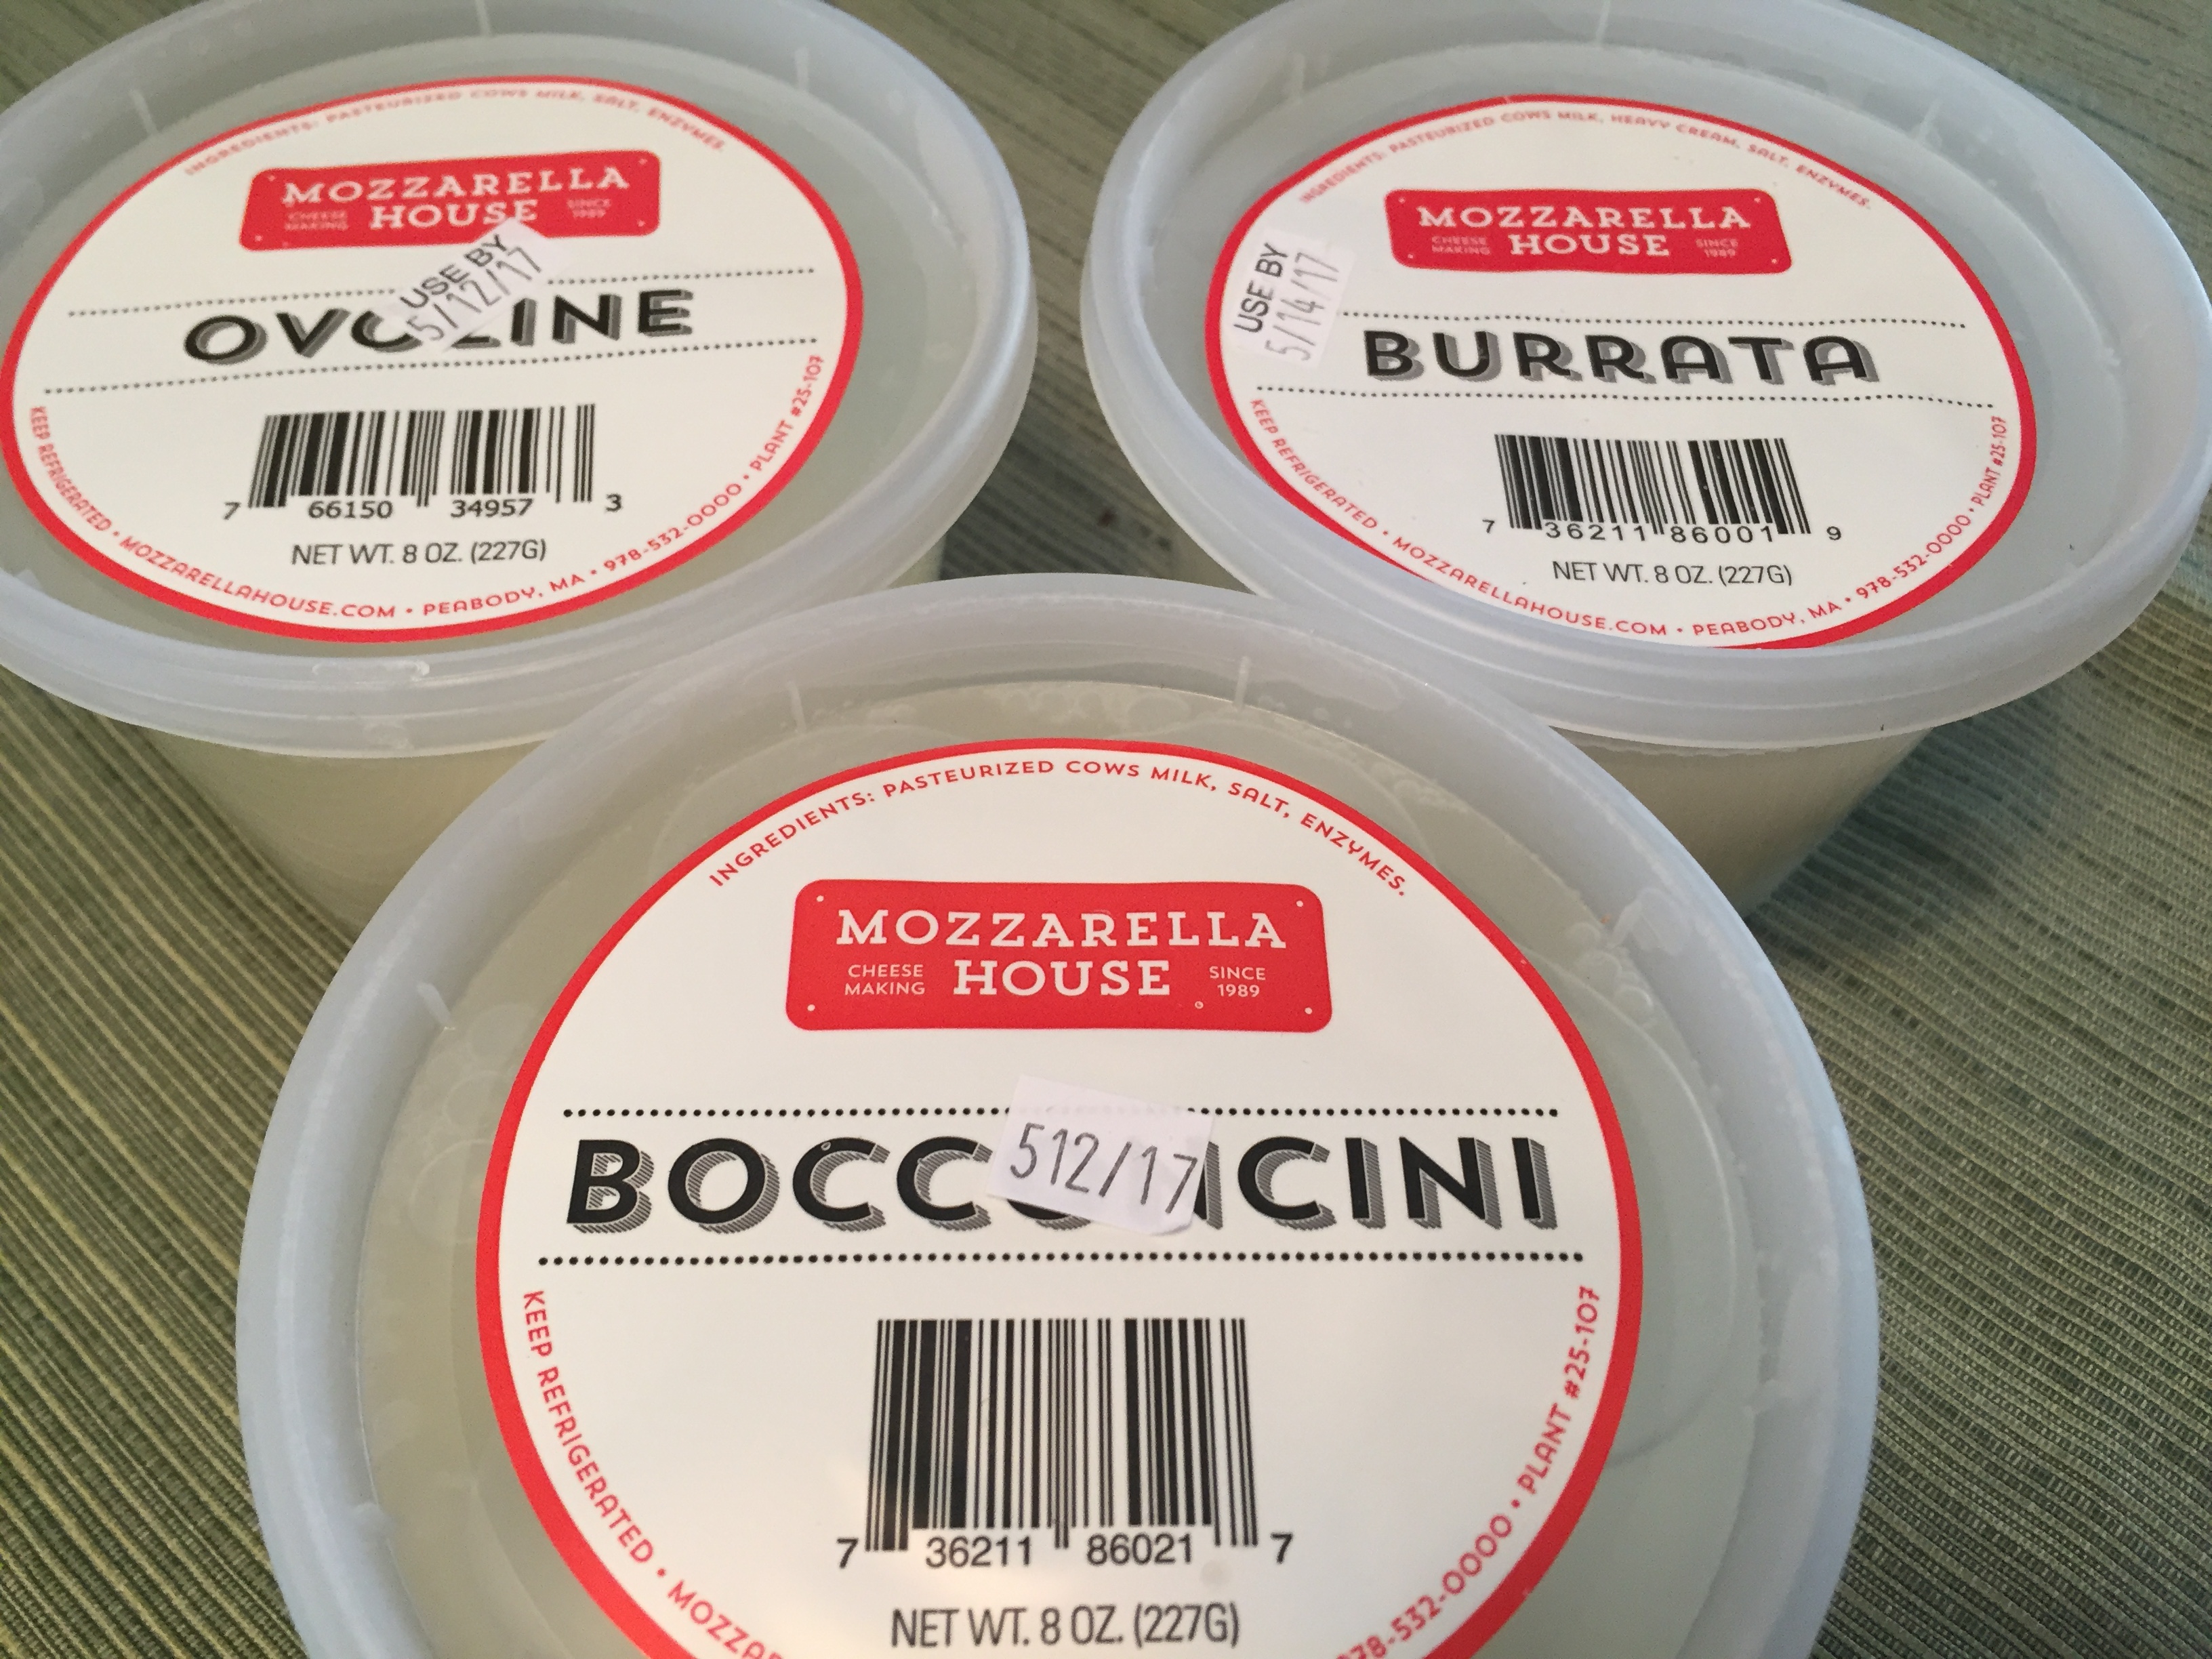 INGREDIENTS: PASTEURIZED COWS MILK, SALT, ENZYMES.
MOZZARELLA
CHEESE MAKING HOUSE SINCE 1989
USE BY
5/12/17
OVOLINE
7 66150 34957 3
NET WT. 8 OZ. (227G)
KEEP REFRIGERATED • MOZZARELLAHOUSE.COM • PEABODY, MA • 978-532-0000 • PLANT #25-107
INGREDIENTS: PASTEURIZED COWS MILK, HEAVY CREAM, SALT, ENZYMES.
MOZZARELLA
CHEESE MAKING HOUSE SINCE 1989
USE BY
5/14/17
BURRATA
7 36211 86001 9
NET WT. 8 OZ. (227G)
KEEP REFRIGERATED • MOZZARELLAHOUSE.COM • PEABODY, MA • 978-532-0000 • PLANT #25-107
INGREDIENTS: PASTEURIZED COWS MILK, SALT, ENZYMES.
MOZZARELLA
CHEESE MAKING HOUSE SINCE 1989
512/17
BOCCONCINI
7 36211 86021 7
NET WT. 8 OZ. (227G)
KEEP REFRIGERATED • MOZZAR
78-532-0000 • PLANT #25-107